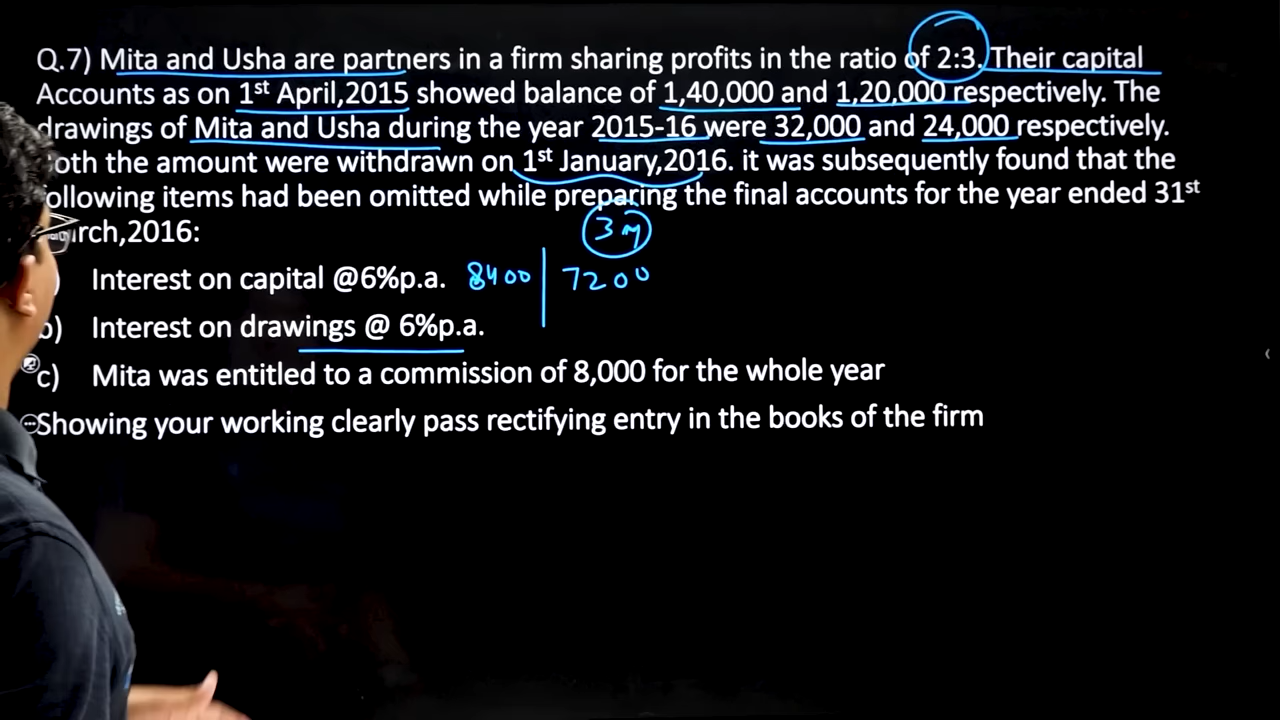 Q.7) Mita and Usha are partners in a firm sharing profits in the ratio of 2:3. Their capital
Accounts as on 1st April,2015 showed balance of 1,40,000 and 1,20,000 respectively. The
drawings of Mita and Usha during the year 2015-16 were 32,000 and 24,000 respectively.
the amount were withdrawn on 1st January,2016. it was subsequently found that the
following items had been omitted while preparing the final accounts for the year ended 31st
2016:
3 M
Interest on capital @6%p.a. 8400 7200
b) Interest on drawings @ 6%p.a.
c) Mita was entitled to a commission of 8,000 for the whole year
Showing your working clearly pass rectifying entry in the books of the firm